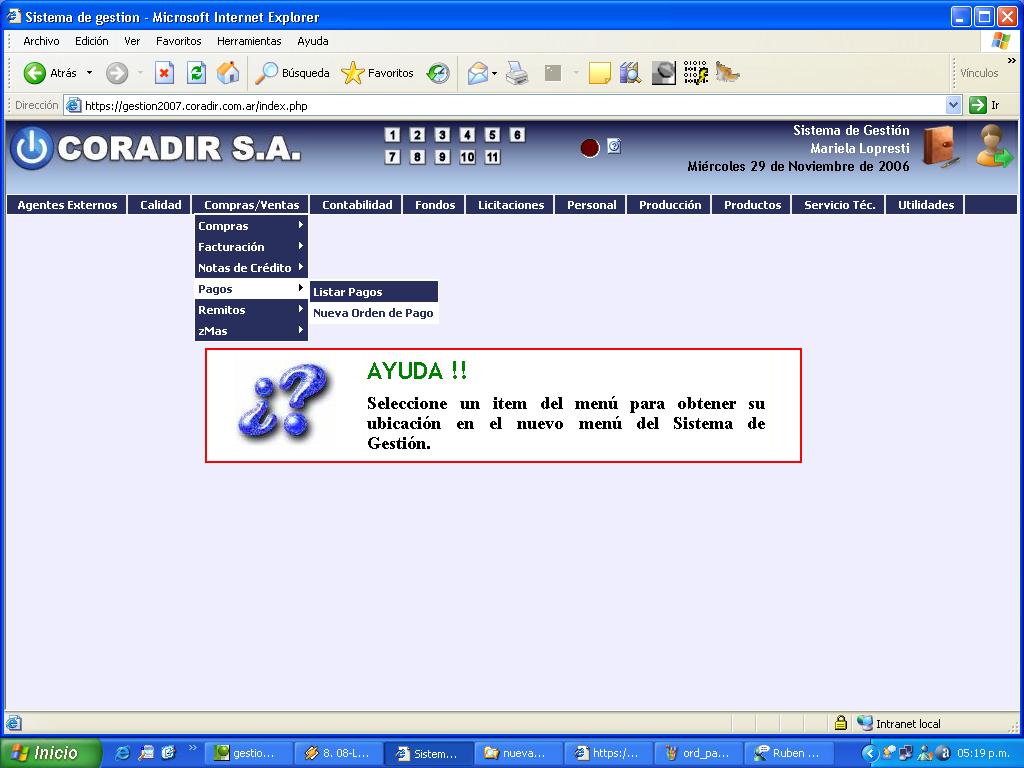 Sistema de gestion - Microsoft Internet Explorer
Archivo Edición Ver Favoritos Herramientas Ayuda
Atrás Búsqueda Favoritos Vínculos »
Dirección https://gestion2007.coradir.com.ar/index.php Ir
CORADIR S.A.
1 2 3 4 5 6
7 8 9 10 11
Sistema de Gestión
Mariela Lopresti
Miércoles 29 de Noviembre de 2006
Agentes Externos Calidad Compras/Ventas Contabilidad Fondos Licitaciones Personal Producción Productos Servicio Téc. Utilidades
Compras
Facturación
Notas de Crédito
Pagos
Remitos
zMas
Listar Pagos
Nueva Orden de Pago
¿?
AYUDA !!
Seleccione un item del menú para obtener su
ubicación en el nuevo menú del Sistema de
Gestión.
Intranet local
Inicio » gestio... 8. 08-L... Sistem... nueva... https:/... ord_pa... Ruben ... 05:19 p.m.